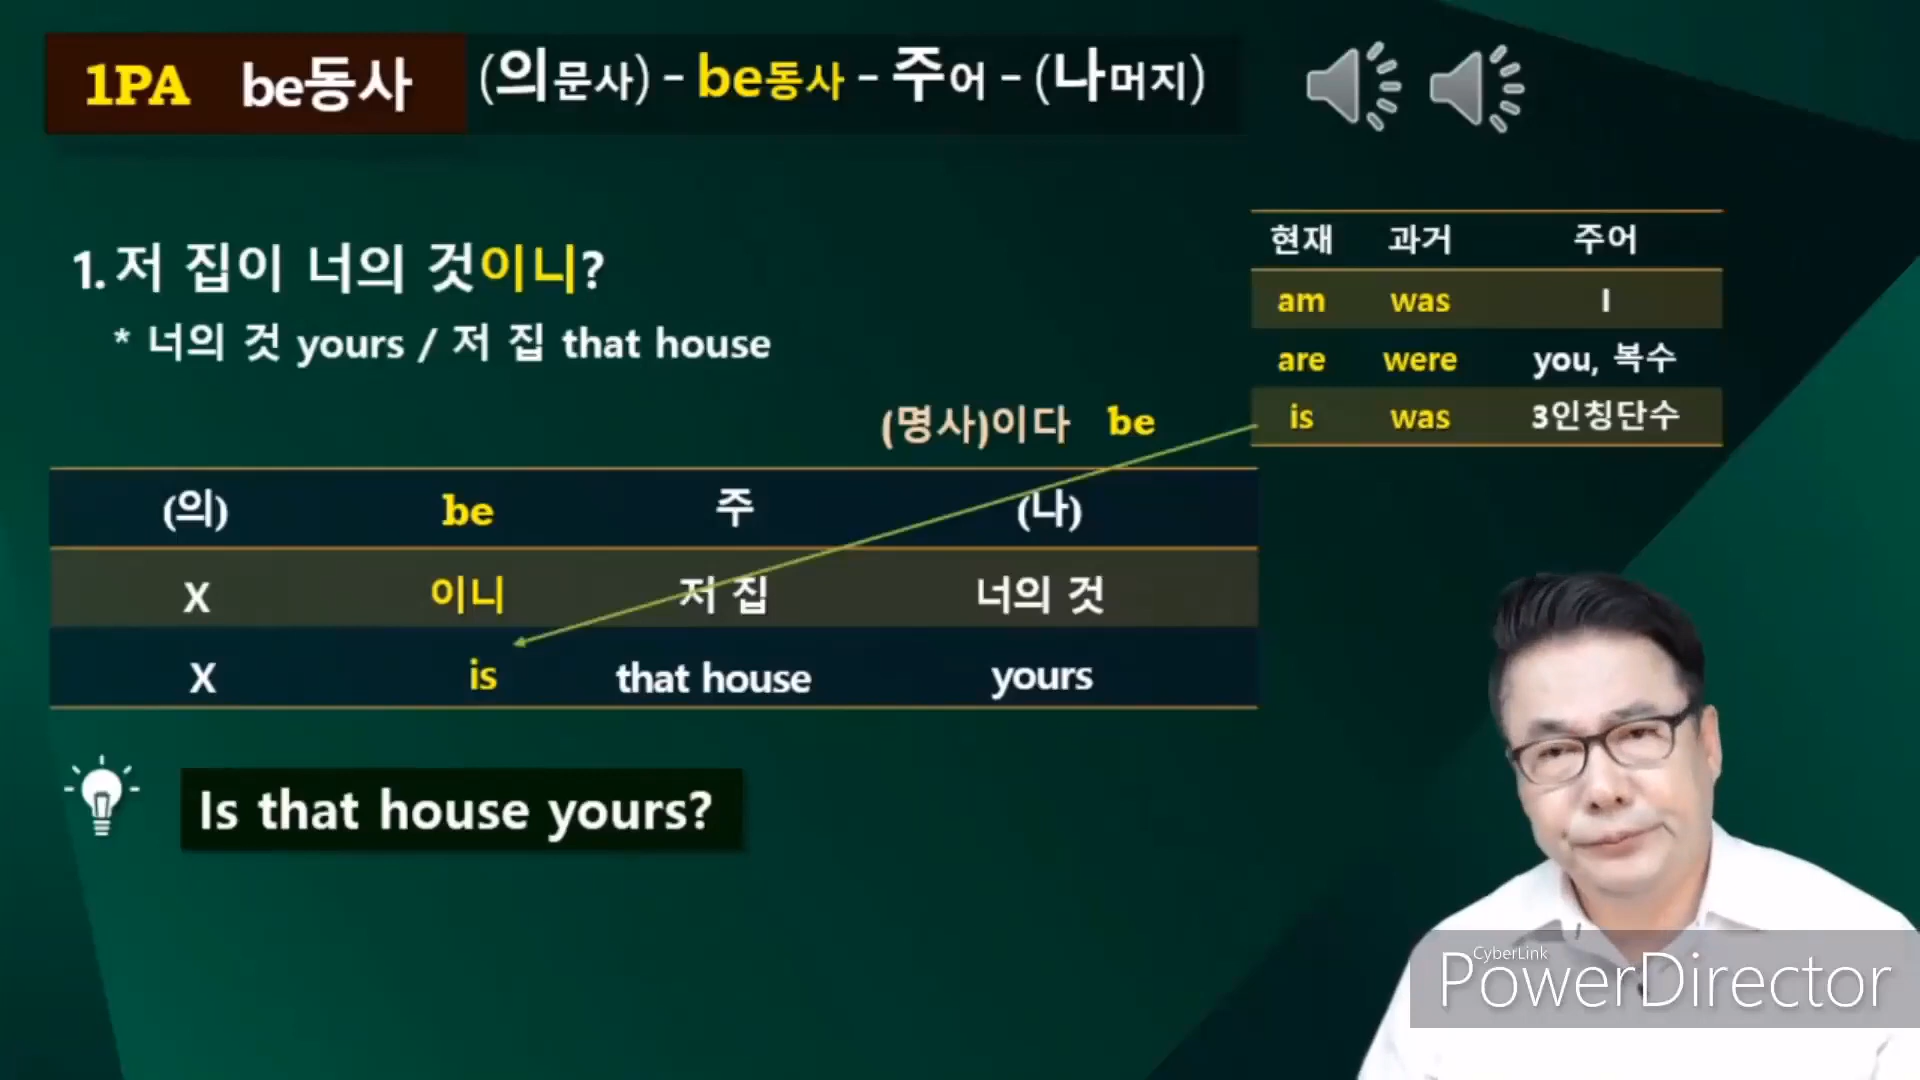 1PA be동사 (의문사) - be동사 - 주어 - (나머지)
1. 저 집이 너의 것이니?
* 너의 것 yours / 저 집 that house
현재 과거 주어
am was I
are were you, 복수
is was 3인칭단수
(명사)이다 be
(의) be 주 (나)
X 이니 저 집 너의 것
X is that house yours
Is that house yours?
CyberLink
PowerDirector